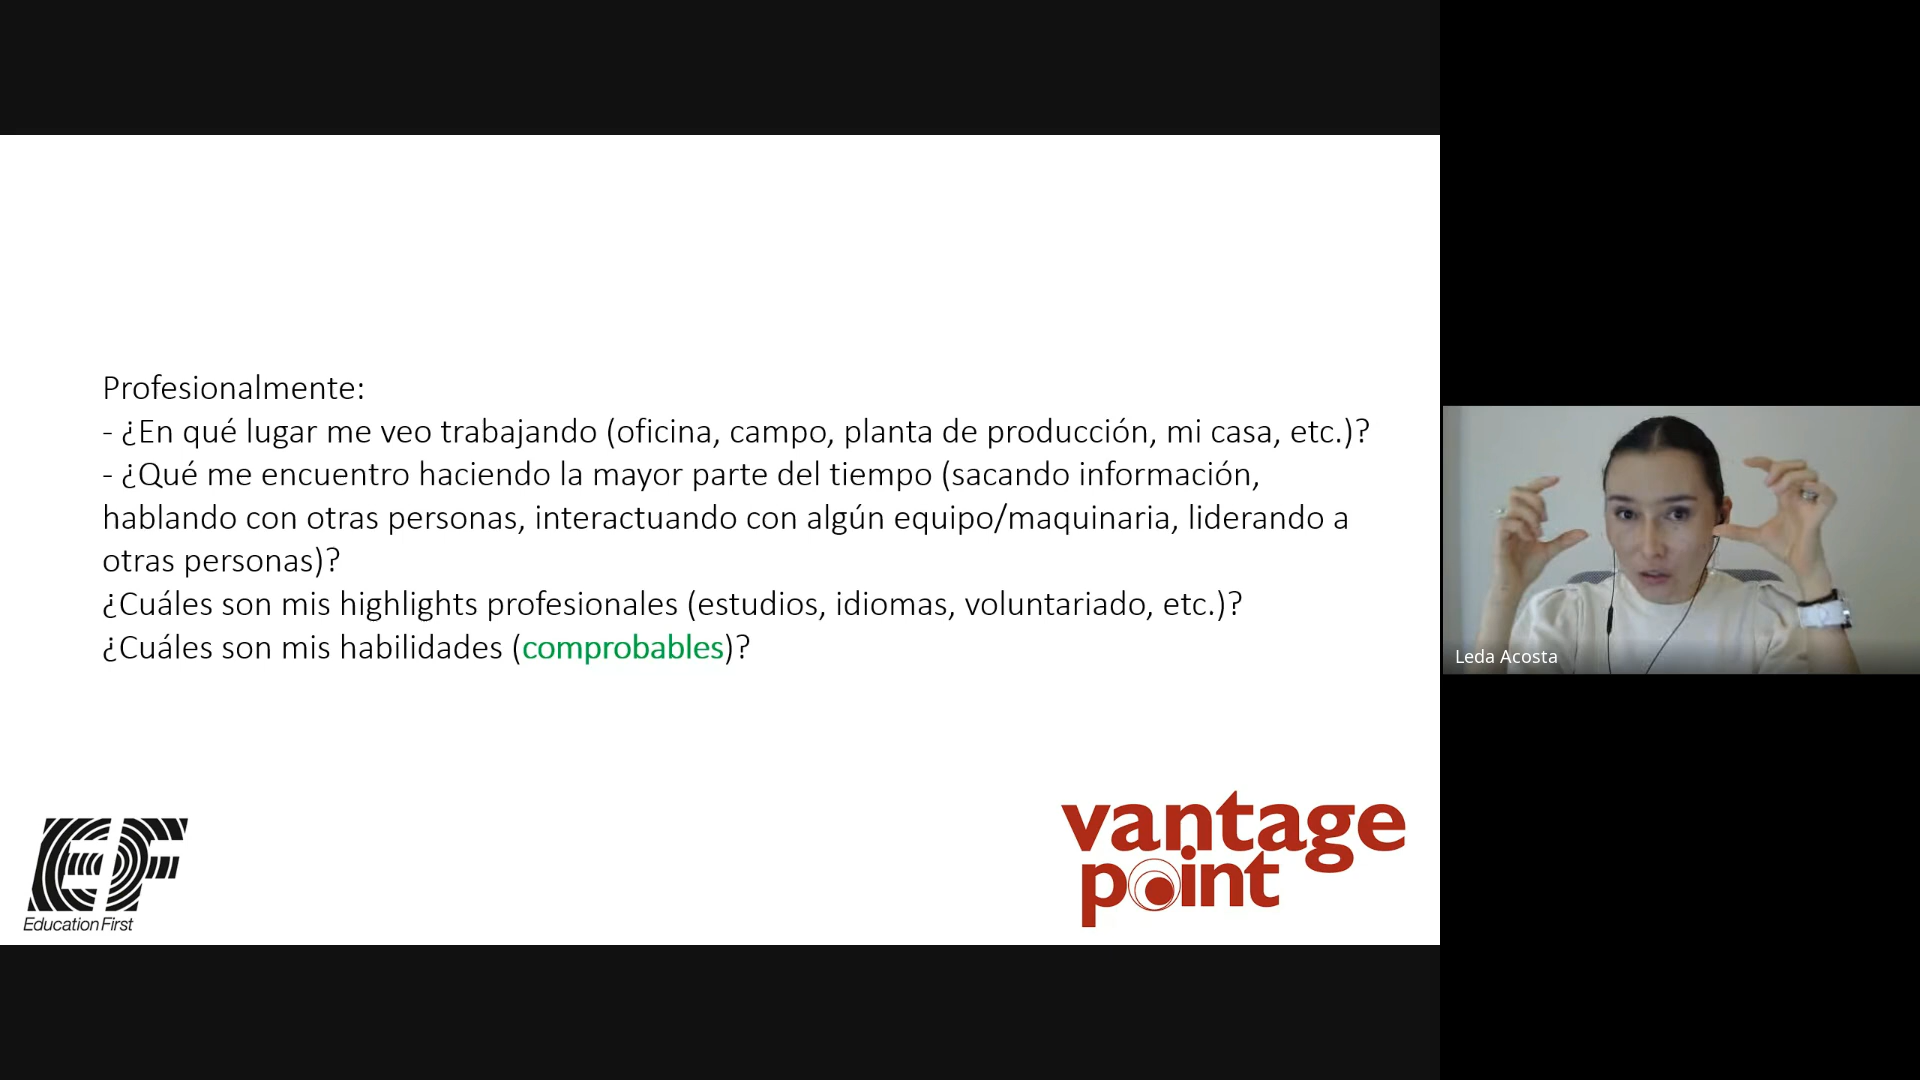 Profesionalmente:
- ¿En qué lugar me veo trabajando (oficina, campo, planta de producción, mi casa, etc.)?
- ¿Qué me encuentro haciendo la mayor parte del tiempo (sacando información,
hablando con otras personas, interactuando con algún equipo/maquinaria, liderando a
otras personas)?
¿Cuáles son mis highlights profesionales (estudios, idiomas, voluntariado, etc.)?
¿Cuáles son mis habilidades (comprobables)?
Leda Acosta
EF
Education First
vantage
point